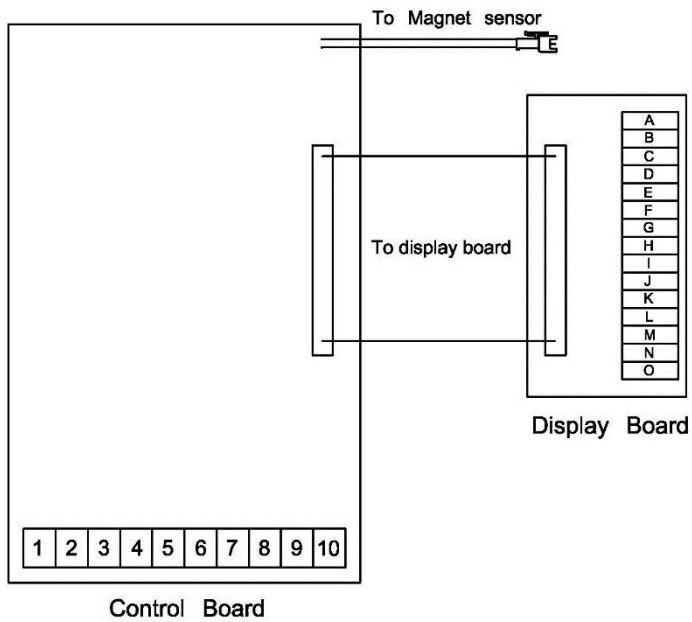 To Magnet sensor
A
B
C
D
E
F
G
H
I
J
K
L
M
N
O
To display board
Display Board
1 2 3 4 5 6 7 8 9 10
Control Board